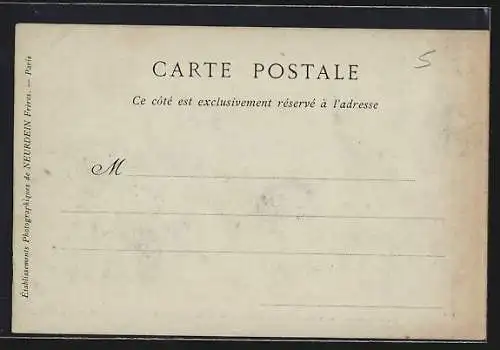 CARTE POSTALE
Ce côté est exclusivement réservé à l'adresse
M
Établissements Photographiques de NEURDEIN Frères. — Paris
5